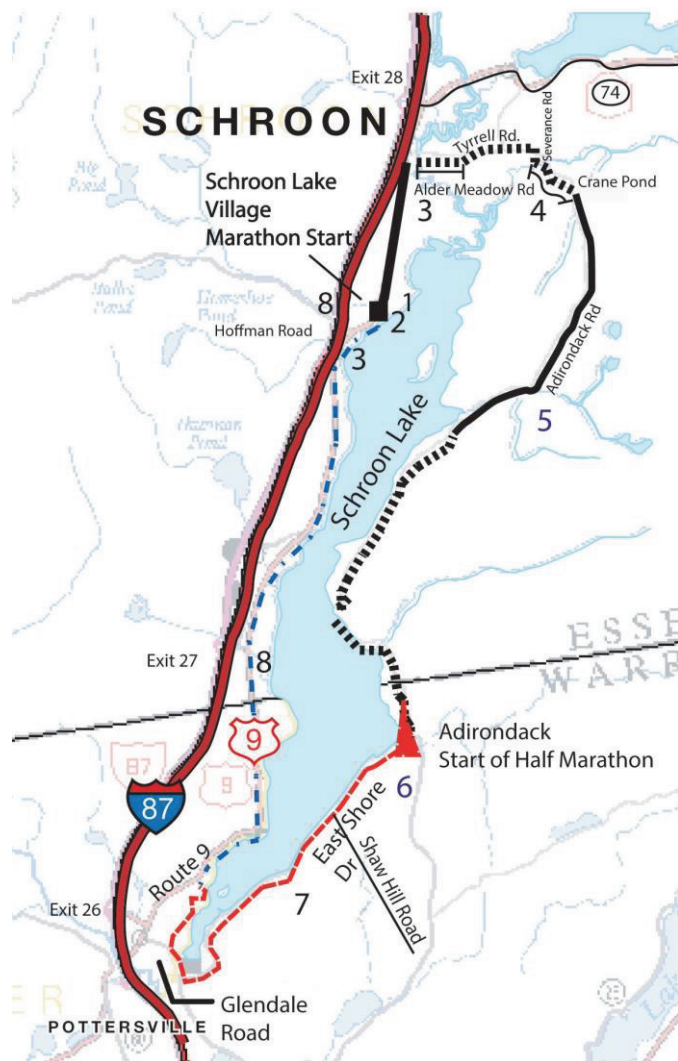 Exit 28
74
SCHROON
Tyrrell Rd.
Severance Rd
Schroon Lake
Village
Marathon Start
Alder Meadow Rd
Crane Pond
3
4
8
1
2
Hoffman Road
3
Adirondack Rd
5
Schroon Lake
Exit 27
8
ESSE
WARR
9
Adirondack
Start of Half Marathon
87
9
87
6
East Shore
Dr
Shaw Hill Road
Route 9
7
Exit 26
Glendale
Road
POTTERSVILLE